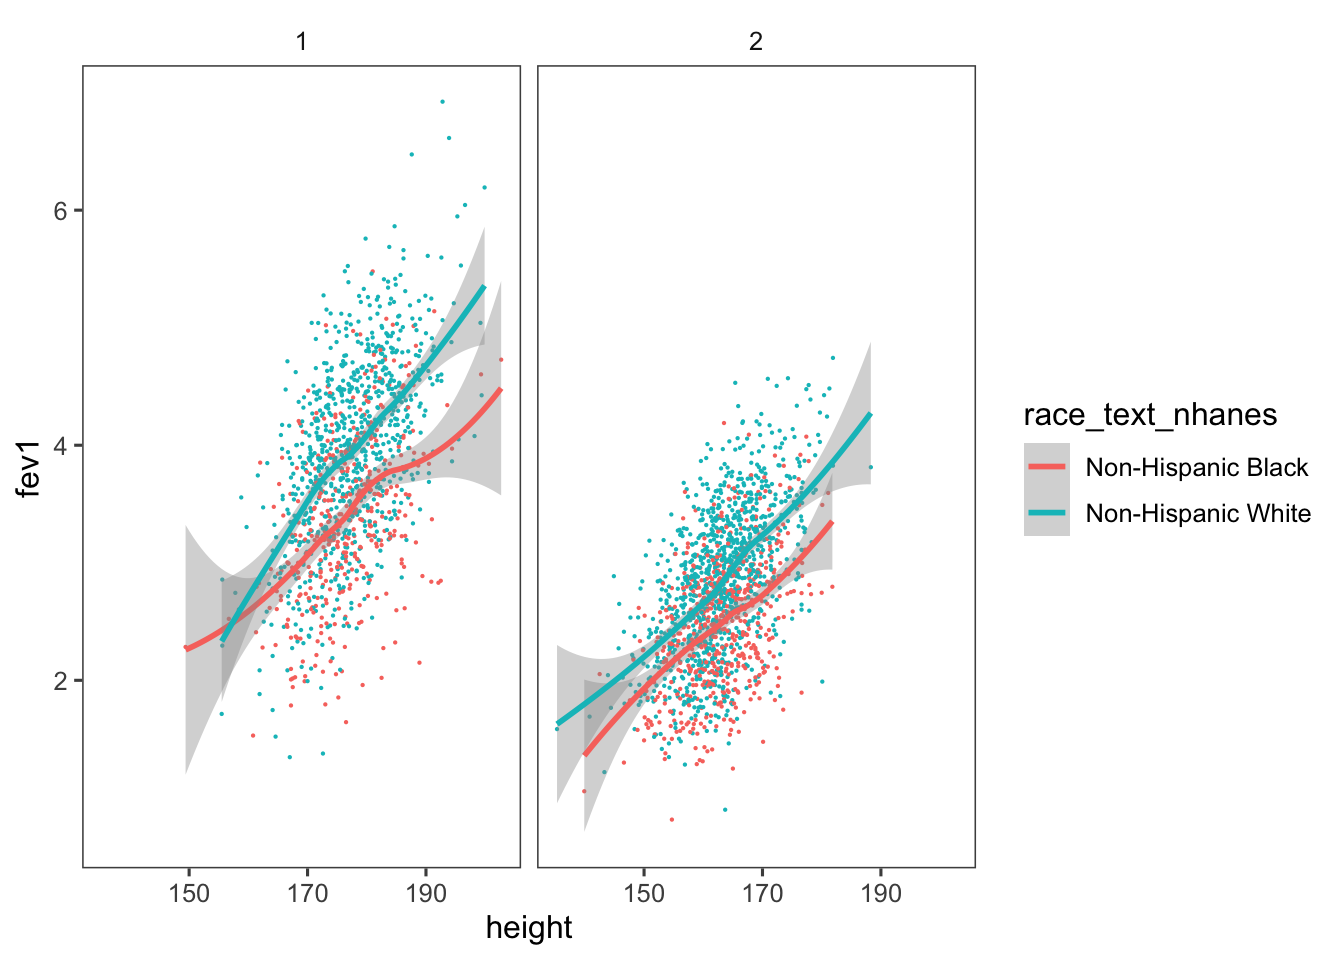 1
2
fev1
6
4
2
150
170
190
150
170
190
height
race_text_nhanes
Non-Hispanic Black
Non-Hispanic White